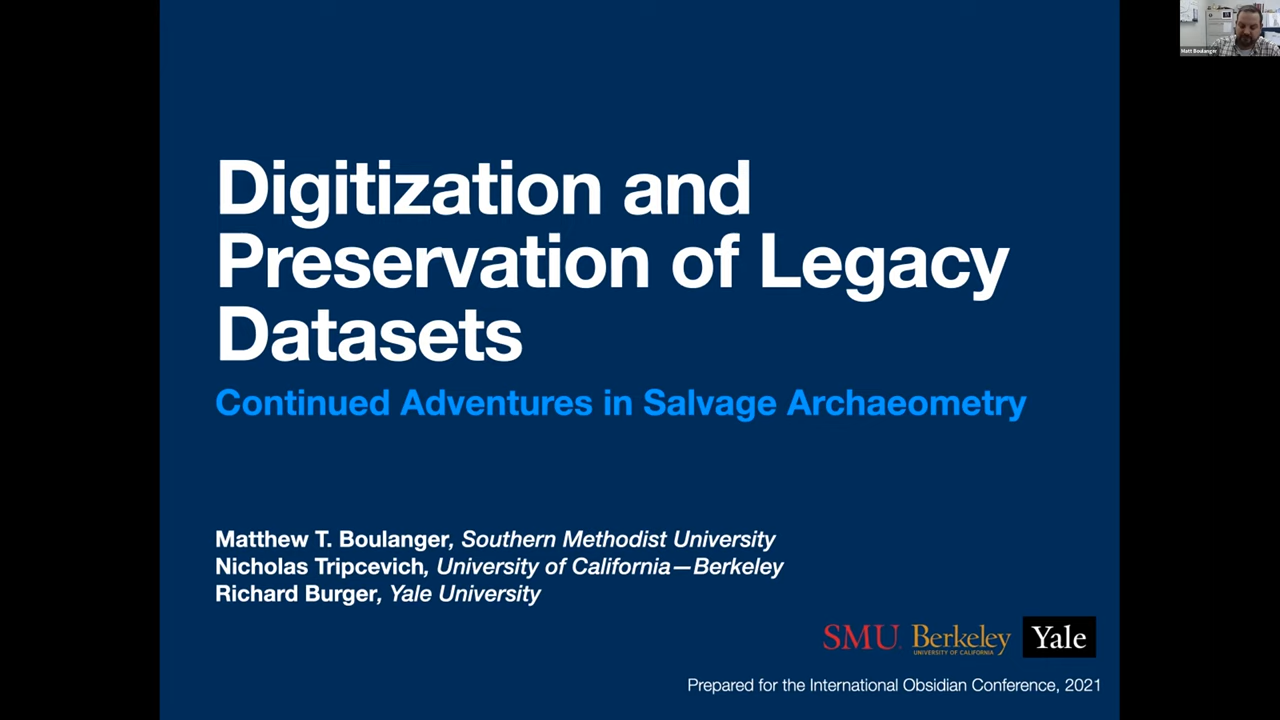 Matt Boulanger
Digitization and
Preservation of Legacy
Datasets
Continued Adventures in Salvage Archaeometry
Matthew T. Boulanger, Southern Methodist University
Nicholas Tripcevich, University of California—Berkeley
Richard Burger, Yale University
SMU Berkeley Yale
UNIVERSITY OF CALIFORNIA
Prepared for the International Obsidian Conference, 2021